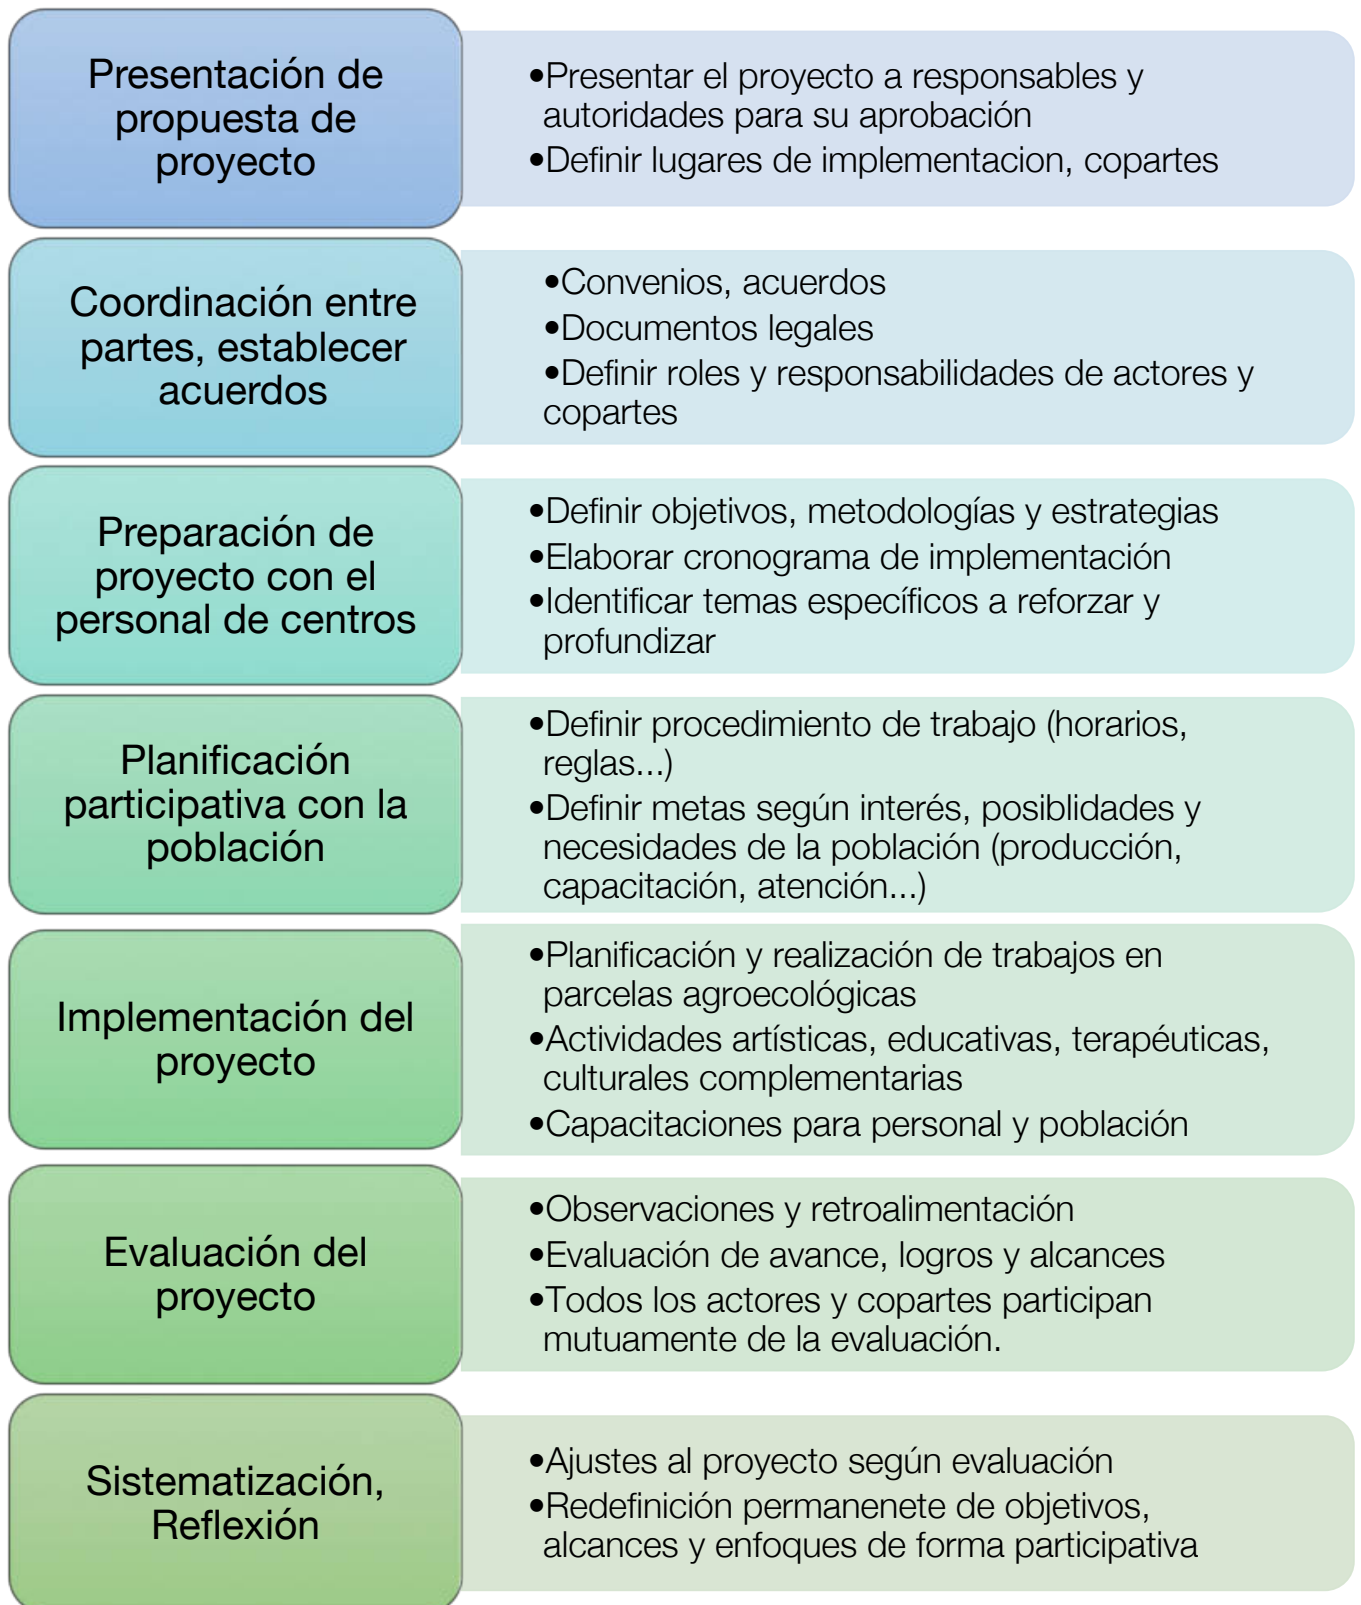 Presentación de
propuesta de
proyecto
•Presentar el proyecto a responsables y
autoridades para su aprobación
•Definir lugares de implementacion, copartes
Coordinación entre
partes, establecer
acuerdos
•Convenios, acuerdos
•Documentos legales
•Definir roles y responsabilidades de actores y
copartes
Preparación de
proyecto con el
personal de centros
•Definir objetivos, metodologías y estrategias
•Elaborar cronograma de implementación
•Identificar temas específicos a reforzar y
profundizar
Planificación
participativa con la
población
•Definir procedimiento de trabajo (horarios,
reglas...)
•Definir metas según interés, posiblidades y
necesidades de la población (producción,
capacitación, atención...)
Implementación del
proyecto
•Planificación y realización de trabajos en
parcelas agroecológicas
•Actividades artísticas, educativas, terapéuticas,
culturales complementarias
•Capacitaciones para personal y población
Evaluación del
proyecto
•Observaciones y retroalimentación
•Evaluación de avance, logros y alcances
•Todos los actores y copartes participan
mutuamente de la evaluación.
Sistematización,
Reflexión
•Ajustes al proyecto según evaluación
•Redefinición permanenete de objetivos,
alcances y enfoques de forma participativa